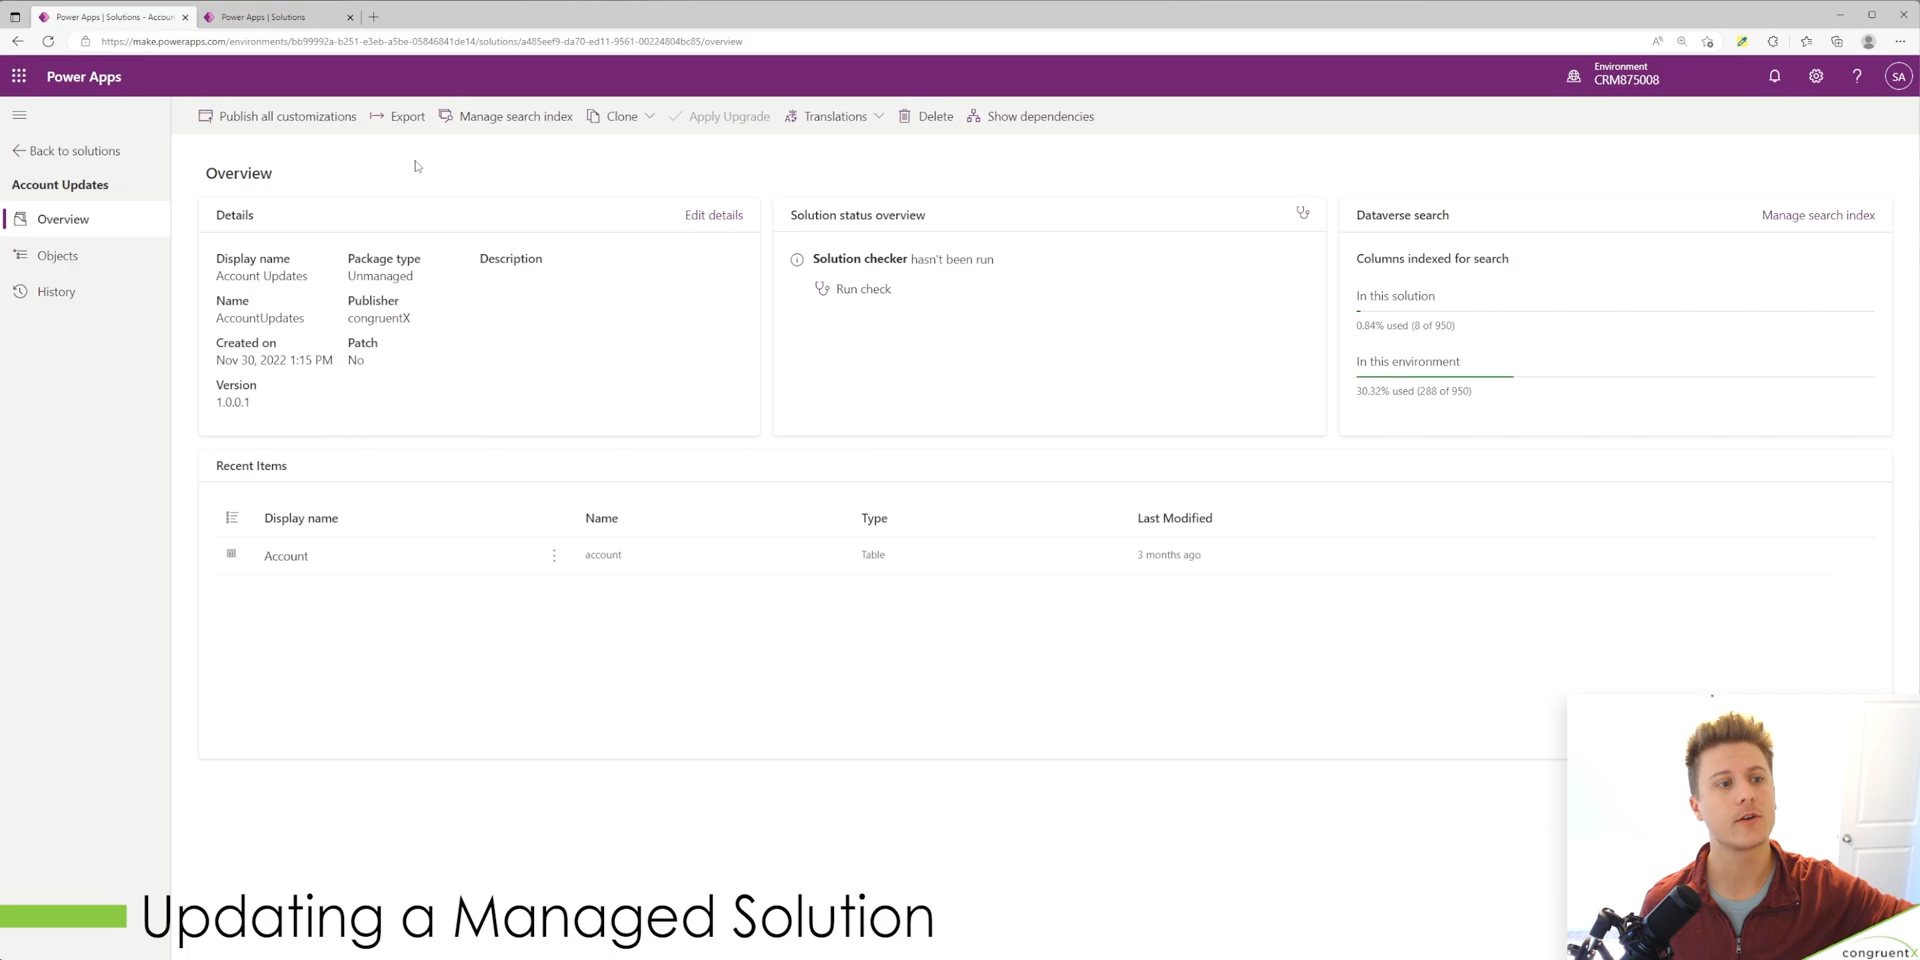 Power Apps | Solutions - Accoun
Power Apps | Solutions
https://make.powerapps.com/environments/bb99992a-b251-e3eb-a5be-05846841de14/solutions/a485eef9-da70-ed11-9561-00224804bc85/overview
Power Apps
Environment
CRM875008
SA
Publish all customizations
Export
Manage search index
Clone
Apply Upgrade
Translations
Delete
Show dependencies
Back to solutions
Account Updates
Overview
Objects
History
Overview
Details
Edit details
Display name
Account Updates
Package type
Unmanaged
Description
Name
AccountUpdates
Publisher
congruentX
Created on
Nov 30, 2022 1:15 PM
Patch
No
Version
1.0.0.1
Solution status overview
Solution checker hasn't been run
Run check
Dataverse search
Manage search index
Columns indexed for search
In this solution
0.84% used (8 of 950)
In this environment
30.32% used (288 of 950)
Recent Items
Display name
Name
Type
Last Modified
Account
account
Table
3 months ago
Updating a Managed Solution
congruentX